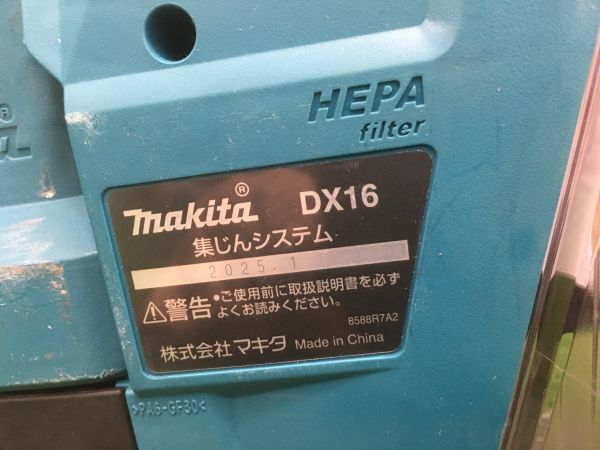 HEPA
filter
®
makita® DX16
集じんシステム
2025.1
⚠警告 •ご使用前に取扱説明書を必ず
よくお読みください。
8588R7A2
株式会社マキタ Made in China
>PA6-GF30<